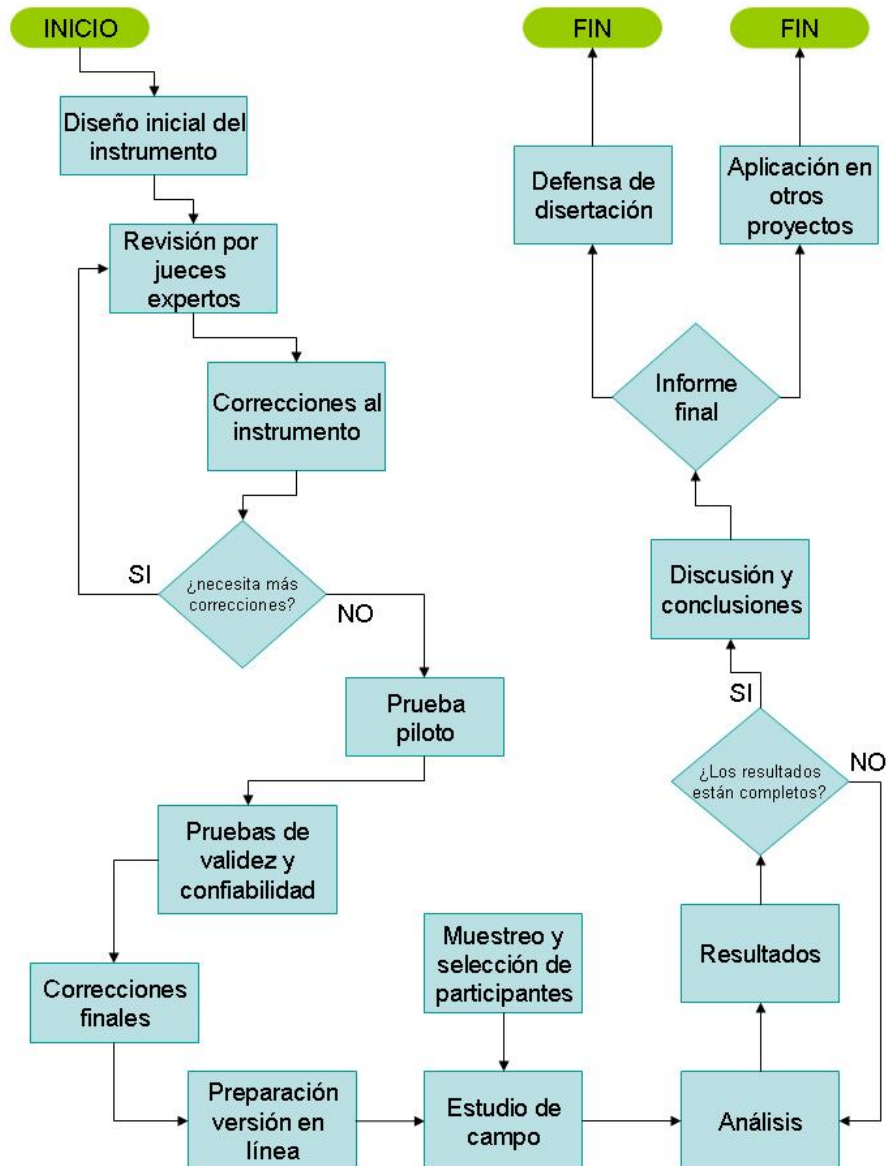 INICIO
Diseño inicial del
instrumento
Revisión por
jueces
expertos
Correcciones al
instrumento
¿necesita más
correcciones?
SI
NO
Prueba
piloto
Pruebas de
validez y
confiabilidad
Correcciones
finales
Preparación
versión en
línea
Muestreo y
selección de
participantes
Estudio de
campo
Análisis
Resultados
¿Los resultados
están completos?
SI
NO
Discusión y
conclusiones
Informe
final
Defensa de
disertación
FIN
Aplicación en
otros
proyectos
FIN